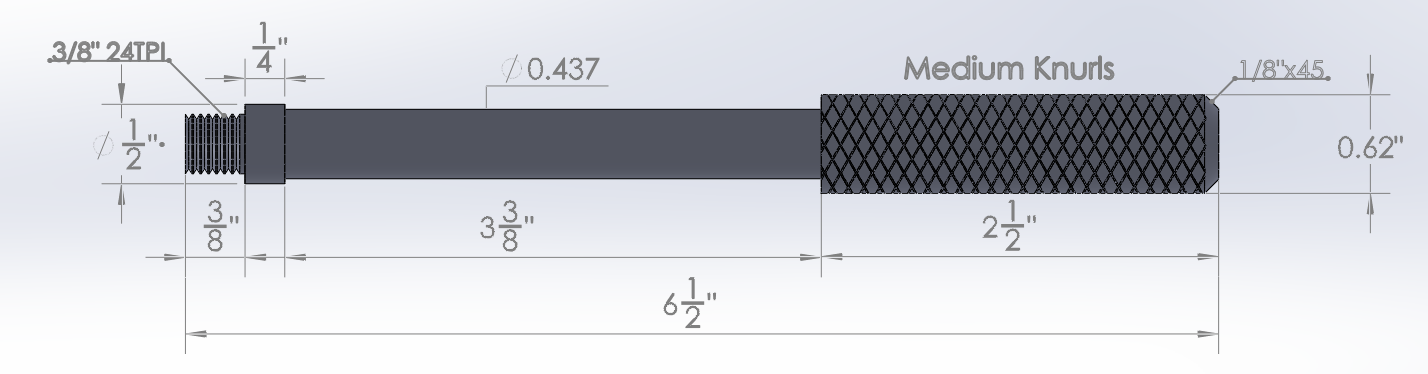 3/8" 24TPI
1/4"
Ø0.437
Medium Knurls
1/8"x45
Ø 1/2"
0.62"
3/8"
3 3/8"
2 1/2"
6 1/2"